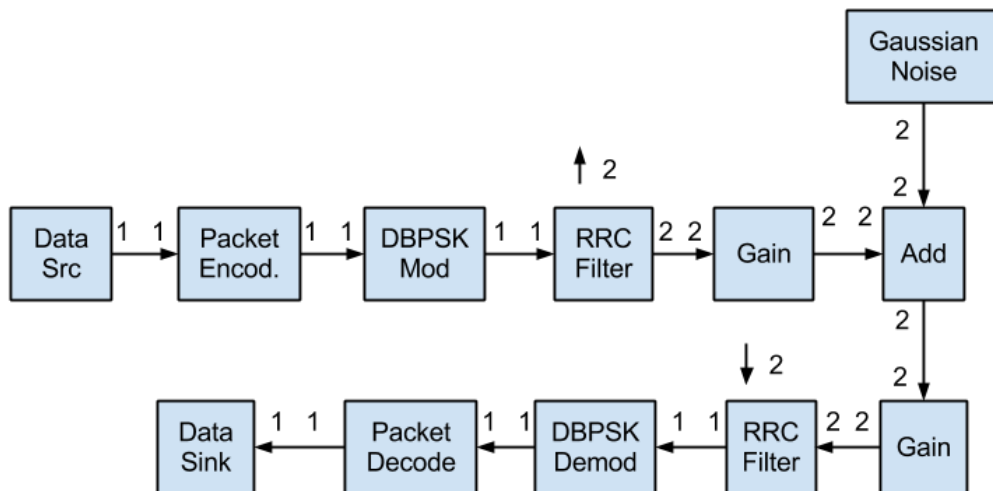 Gaussian
Noise
2
2
↑ 2
Data
Src
1 1
Packet
Encod.
1 1
DBPSK
Mod
1 1
RRC
Filter
2 2
Gain
2 2
Add
2
2
↓ 2
Data
Sink
1 1
Packet
Decode
1 1
DBPSK
Demod
1 1
RRC
Filter
2 2
Gain